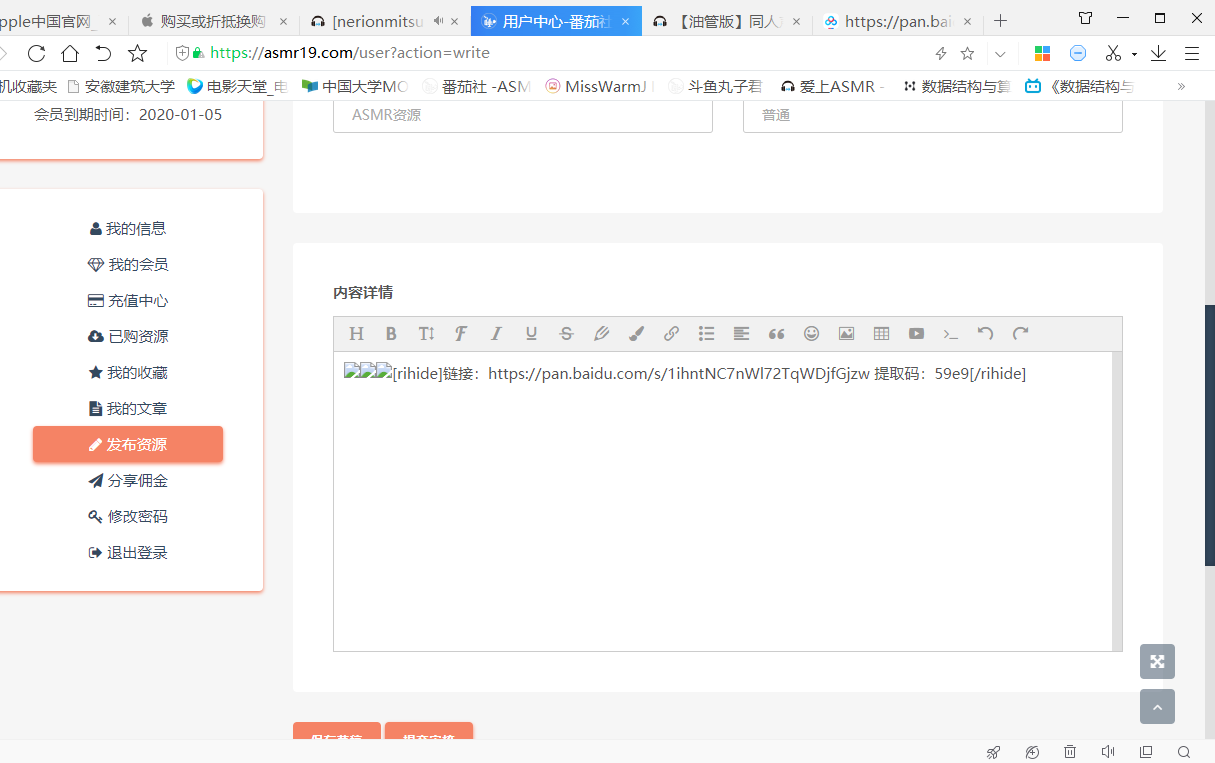 pple中国官网_
购买或折抵换购
[nerionmitsu
用户中心-番茄社
【油管版】同人
https://pan.bai
https://asmr19.com/user?action=write
机收藏夹
安徽建筑大学
电影天堂_电
中国大学MO
番茄社 -ASM
MissWarmJ
斗鱼丸子君
爱上ASMR -
数据结构与算
《数据结构与
»
会员到期时间：2020-01-05
ASMR资源
普通
我的信息
我的会员
充值中心
已购资源
我的收藏
我的文章
发布资源
分享佣金
修改密码
退出登录
内容详情
[rihide]链接：https://pan.baidu.com/s/1ihntNC7nWl72TqWDjfGjzw 提取码：59e9[/rihide]